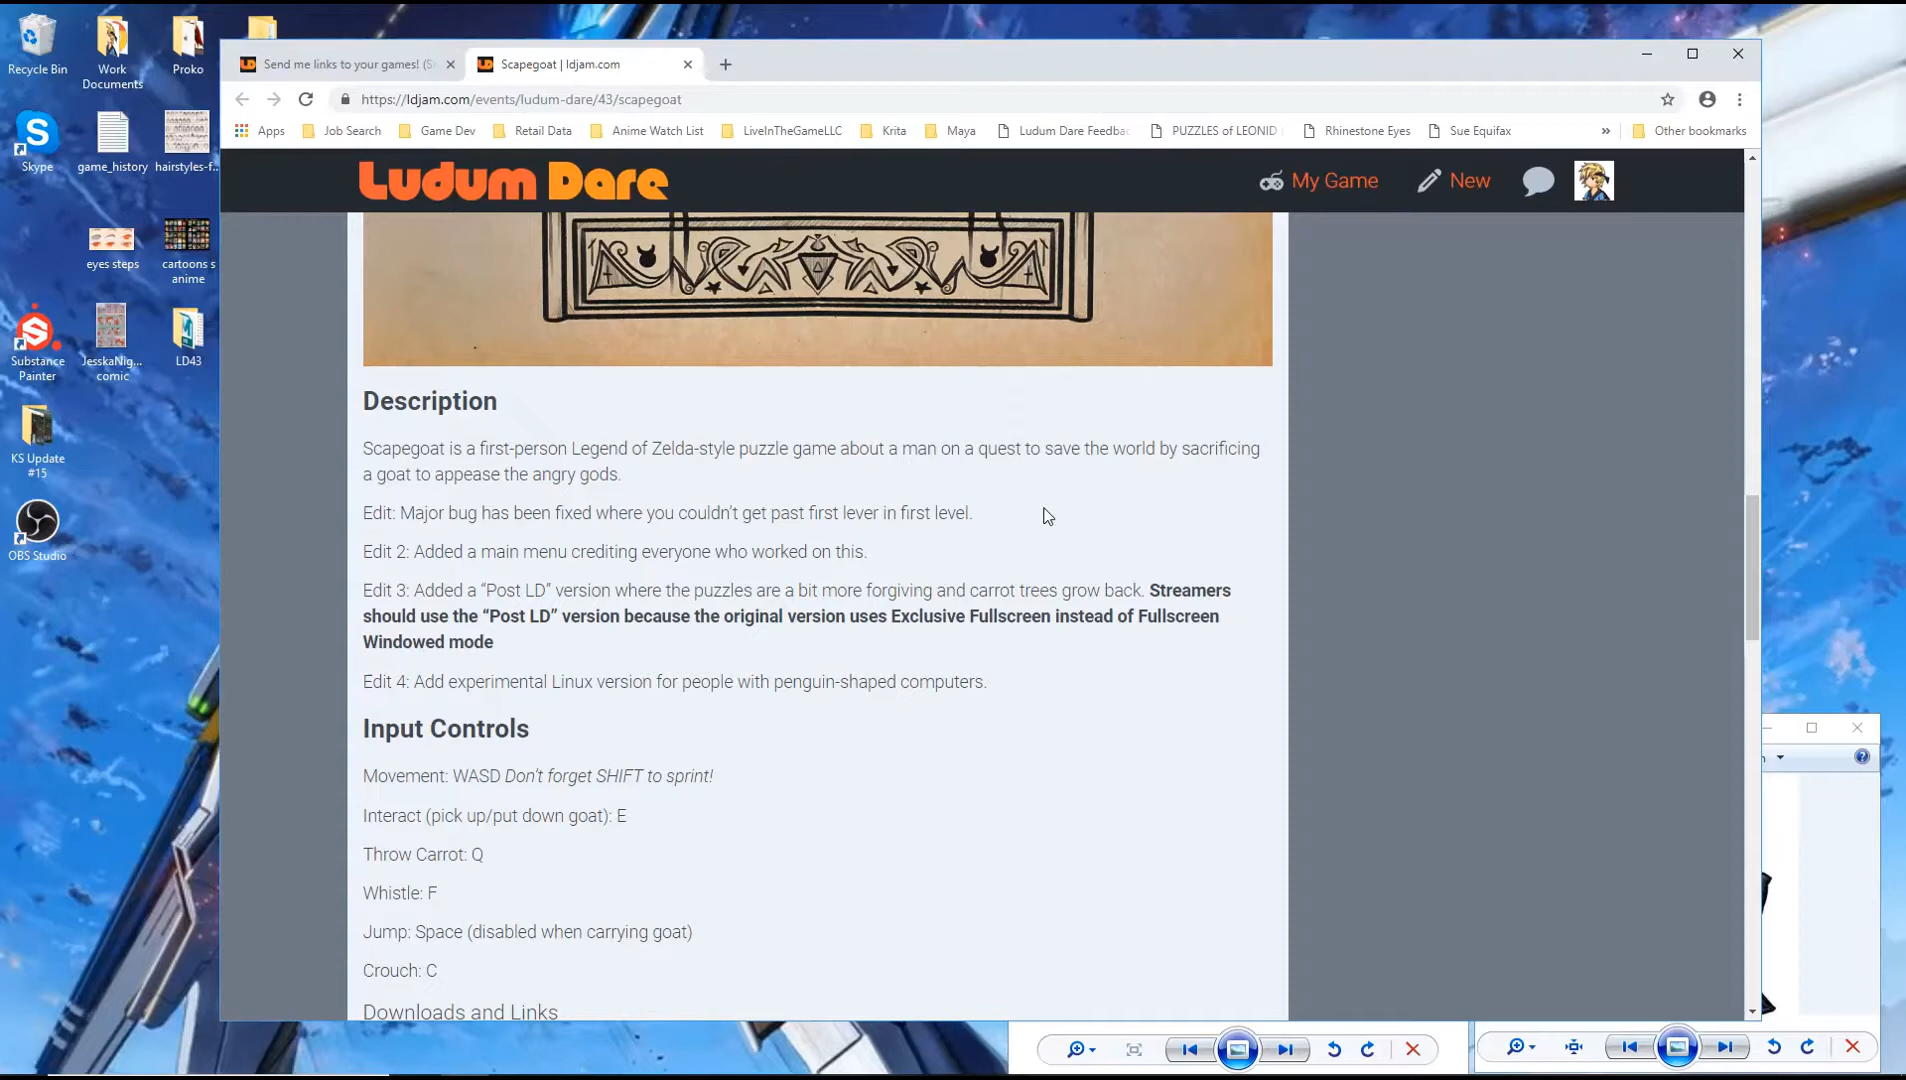 Recycle Bin
Work
Documents
Proko
Skype
game_history
hairstyles-f...
eyes steps
cartoons s
anime
Substance
Painter
JesskaNig...
comic
LD43
KS Update
#15
OBS Studio
Send me links to your games! (S
Scapegoat | ldjam.com
https://ldjam.com/events/ludum-dare/43/scapegoat
Apps
Job Search
Game Dev
Retail Data
Anime Watch List
LiveInTheGameLLC
Krita
Maya
Ludum Dare Feedba
PUZZLES of LEONID
Rhinestone Eyes
Sue Equifax
»
Other bookmarks
Ludum Dare
My Game
New
Description
Scapegoat is a first-person Legend of Zelda-style puzzle game about a man on a quest to save the world by sacrificing
a goat to appease the angry gods.
Edit: Major bug has been fixed where you couldn't get past first lever in first level.
Edit 2: Added a main menu crediting everyone who worked on this.
Edit 3: Added a “Post LD” version where the puzzles are a bit more forgiving and carrot trees grow back. Streamers
should use the “Post LD” version because the original version uses Exclusive Fullscreen instead of Fullscreen
Windowed mode
Edit 4: Add experimental Linux version for people with penguin-shaped computers.
Input Controls
Movement: WASD Don't forget SHIFT to sprint!
Interact (pick up/put down goat): E
Throw Carrot: Q
Whistle: F
Jump: Space (disabled when carrying goat)
Crouch: C
Downloads and Links